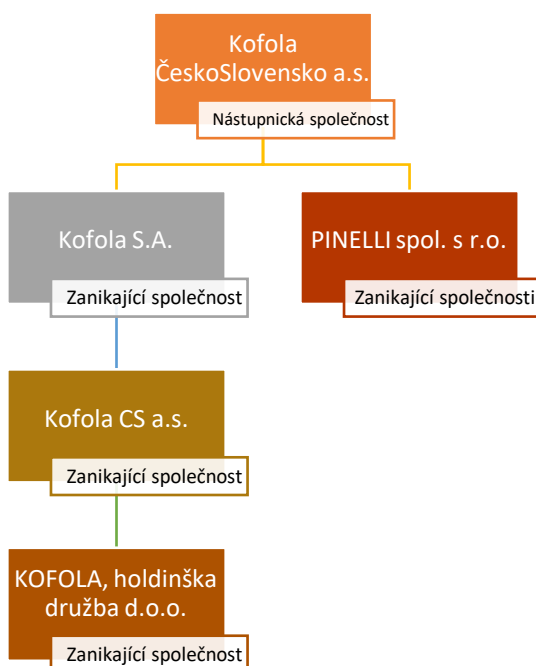 Kofola
ČeskoSlovensko a.s.
Nástupnická společnost
Kofola S.A.
Zanikající společnost
PINELLI spol. s r.o.
Zanikající společnosti
Kofola CS a.s.
Zanikající společnost
KOFOLA, holdinška
družba d.o.o.
Zanikající společnost